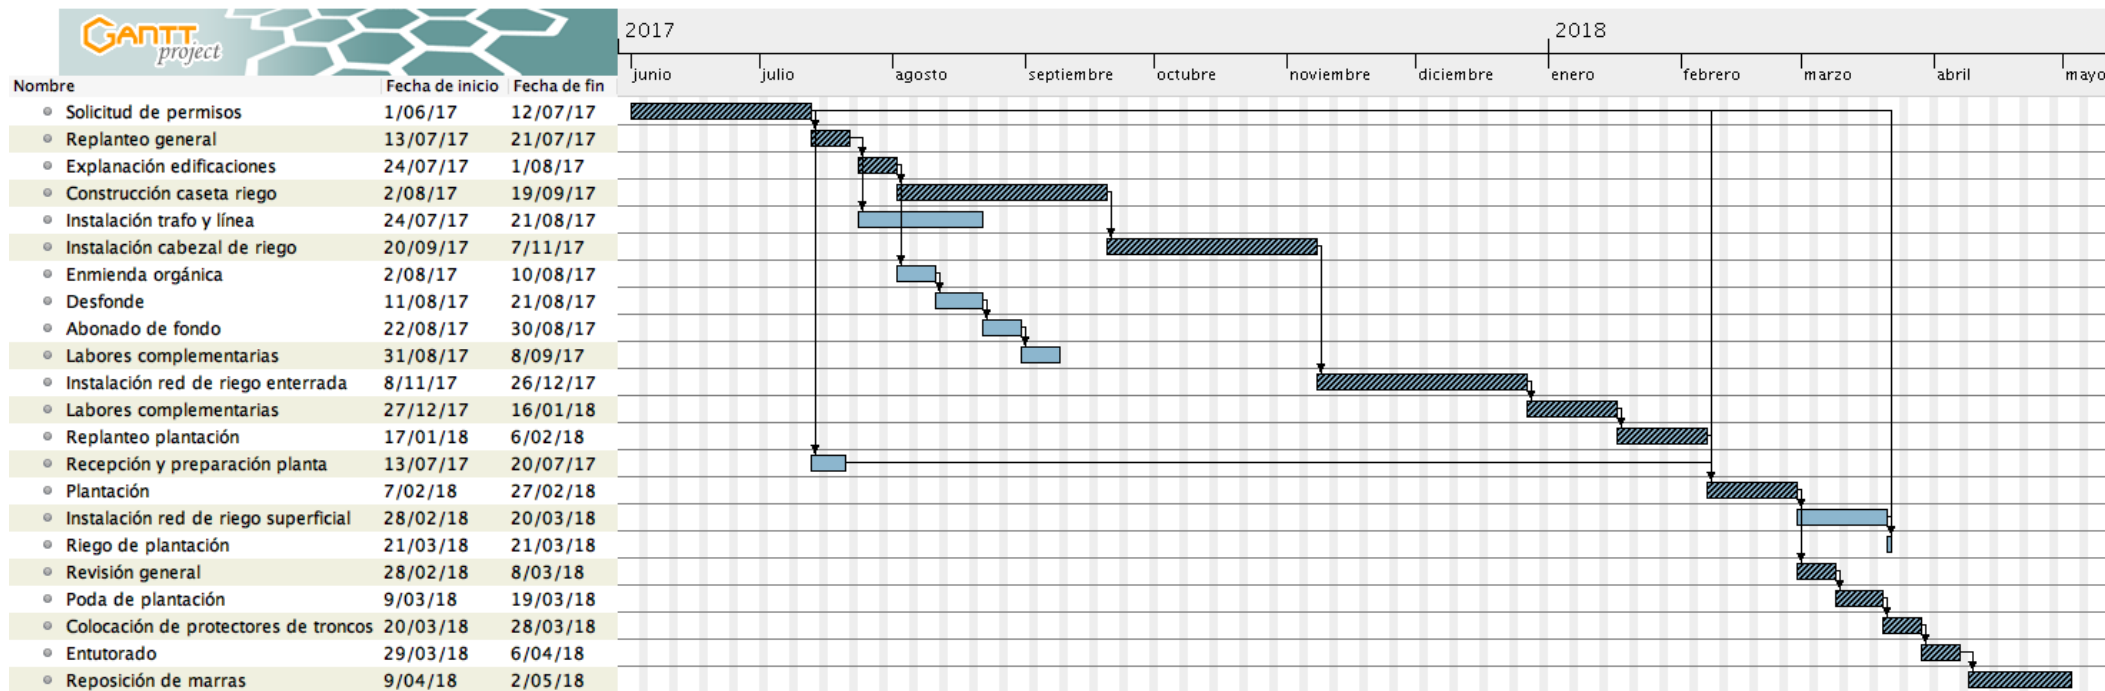 GANTT project
2017 2018
junio julio agosto septiembre octubre noviembre diciembre enero febrero marzo abril mayo
Nombre Fecha de inicio Fecha de fin
Solicitud de permisos 1/06/17 12/07/17
Replanteo general 13/07/17 21/07/17
Explanación edificaciones 24/07/17 1/08/17
Construcción caseta riego 2/08/17 19/09/17
Instalación trafo y línea 24/07/17 21/08/17
Instalación cabezal de riego 20/09/17 7/11/17
Enmienda orgánica 2/08/17 10/08/17
Desfonde 11/08/17 21/08/17
Abonado de fondo 22/08/17 30/08/17
Labores complementarias 31/08/17 8/09/17
Instalación red de riego enterrada 8/11/17 26/12/17
Labores complementarias 27/12/17 16/01/18
Replanteo plantación 17/01/18 6/02/18
Recepción y preparación planta 13/07/17 20/07/17
Plantación 7/02/18 27/02/18
Instalación red de riego superficial 28/02/18 20/03/18
Riego de plantación 21/03/18 21/03/18
Revisión general 28/02/18 8/03/18
Poda de plantación 9/03/18 19/03/18
Colocación de protectores de troncos 20/03/18 28/03/18
Entutorado 29/03/18 6/04/18
Reposición de marras 9/04/18 2/05/18